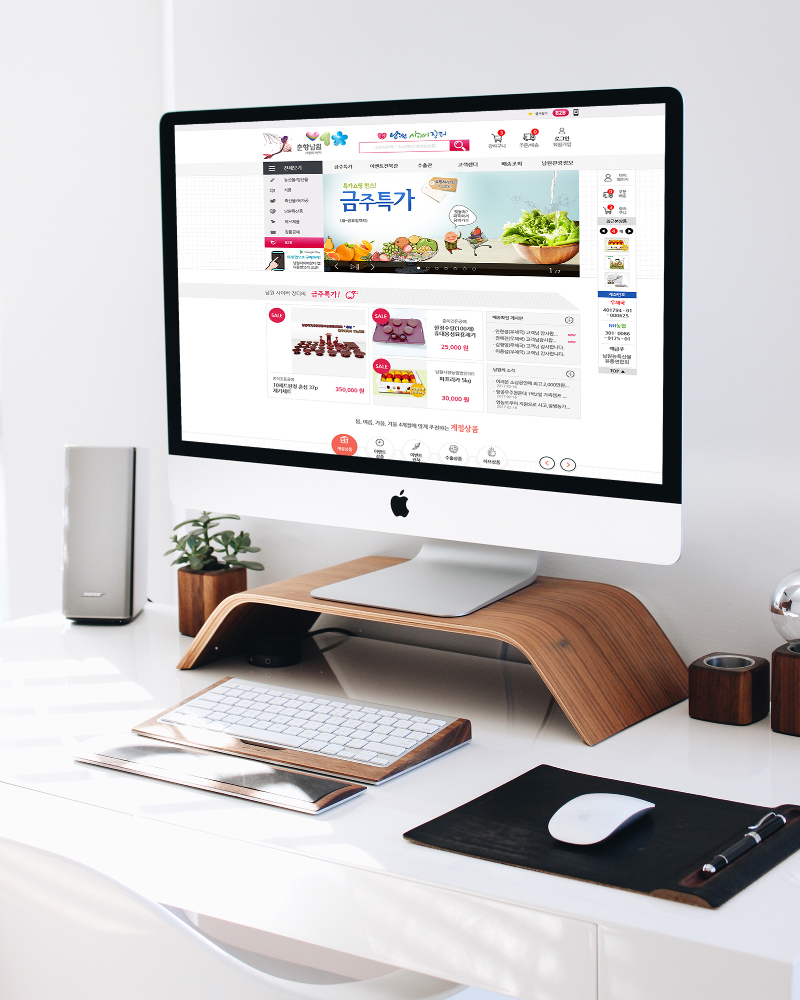 즐겨찾기 B2B
춘향남원
사랑의 1번지
남원 사이버장터
고로쇠수액 1.5Lx6병[무료배송상품]
3
장바구니
0
주문/배송
로그인
회원가입
전체보기
금주특가
이벤트전북관
수출관
고객센터
배송조회
남원관광정보
농산물/임산물
식품
축산물/육가공
남원특산품
허브제품
짚풀공예
B2B
Google Play
이제 앱으로 구매하자!
남원사이버장터 앱
다운받으러 고고!
특가쇼핑 찬스!
금주특가
(월~금요일까지)
쇼핑하러가기
CLICK !
뭣들혀?
퍼뜩와서
담아가!!
1 / 7
마이
페이지
0
주문
배송
3
장바
구니
최근본상품
4 개
계좌번호
우체국
401794 - 01
- 000625
NH농협
301- 0086
- 9175 - 01
예금주
남원농특산물
유통연합회
TOP
남원 사이버 장터의 금주특가!
SALE
혼이깃든공예
10세트한정 혼심 37p
제기세트
350,000 원
SALE
혼이깃든공예
한정수량(100개)
휴대용성묘용제기
25,000 원
SALE
남원사랑농업법인(유)
파프리카 5kg
30,000 원
배송확인 게시판
· 안현정(우체국) 고객님 감사합... new
· 전혜진(우체국) 고객님감사합... new
· 김형임(우체국) 고객님 감사합니다.
· 이용섭(우체국) 고객님 감사합니다.
남원의 소식
· 어려운 소상공인에 최고 2,000만원...
2017-02-16
· 항공우주천문대 1박2일 가족캠프 ...
2017-02-16
· 영농도우미 지원으로 사고,질병농가...
2017-02-16
봄, 여름, 가을, 겨울 4계절에 맞게 추천하는 계절상품
계절상품
이벤트
상품
이벤트
전북
수출상품
허브상품
BOSE